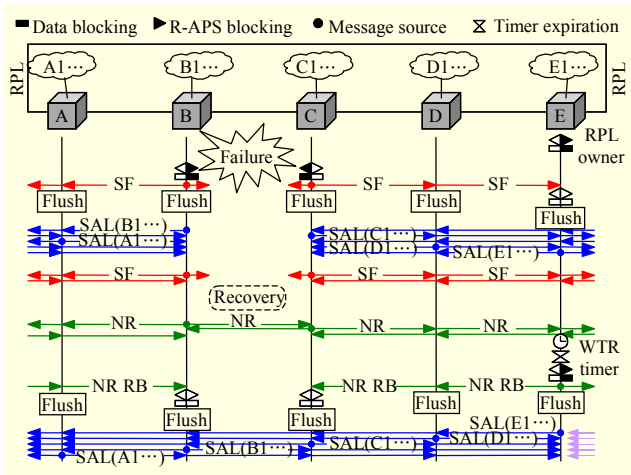 Data blocking R-APS blocking Message source Timer expiration
RPL RPL
A1··· B1··· C1··· D1··· E1···
A B C D E
RPL
owner
Failure
SF SF SF
Flush Flush Flush Flush Flush
SAL(B1···) SAL(C1···)
SAL(A1···) SAL(D1···) SAL(E1···)
SF SF SF
Recovery
NR NR NR NR
WTR
timer
NR RB NR RB NR RB
Flush Flush Flush Flush Flush
SAL(E1···)
SAL(C1···) SAL(D1···)
SAL(A1···) SAL(B1···)